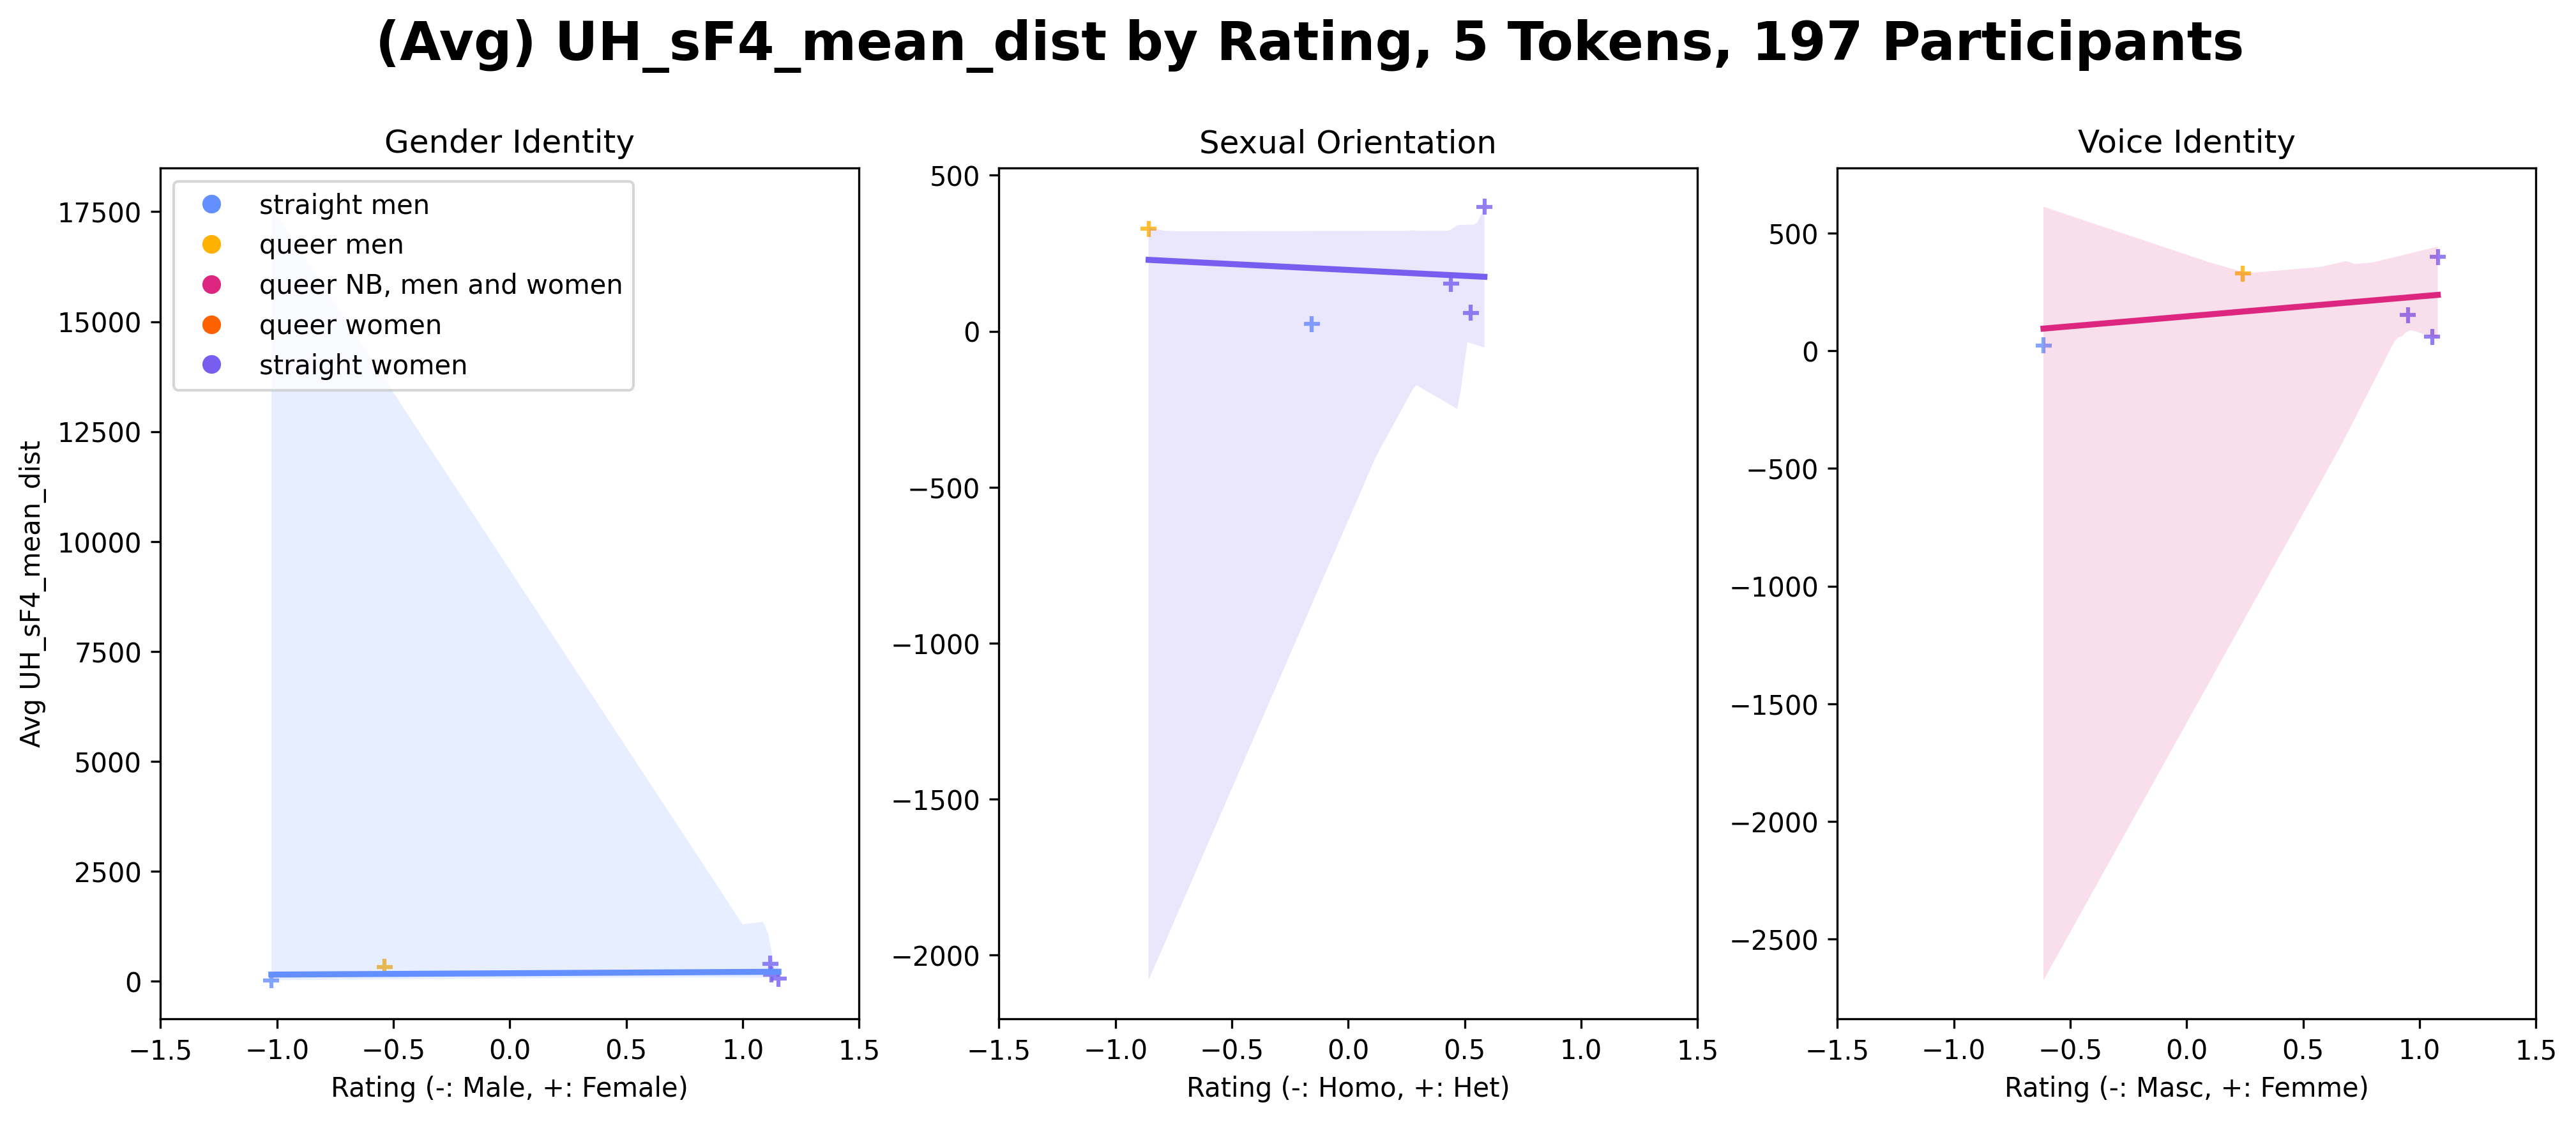 (Avg) UH_sF4_mean_dist by Rating, 5 Tokens, 197 Participants
Gender Identity
Avg UH_sF4_mean_dist
17500
15000
12500
10000
7500
5000
2500
0
straight men
queer men
queer NB, men and women
queer women
straight women
−1.5 −1.0 −0.5 0.0 0.5 1.0 1.5
Rating (-: Male, +: Female)
Sexual Orientation
500
0
−500
−1000
−1500
−2000
−1.5 −1.0 −0.5 0.0 0.5 1.0 1.5
Rating (-: Homo, +: Het)
Voice Identity
500
0
−500
−1000
−1500
−2000
−2500
−1.5 −1.0 −0.5 0.0 0.5 1.0 1.5
Rating (-: Masc, +: Femme)